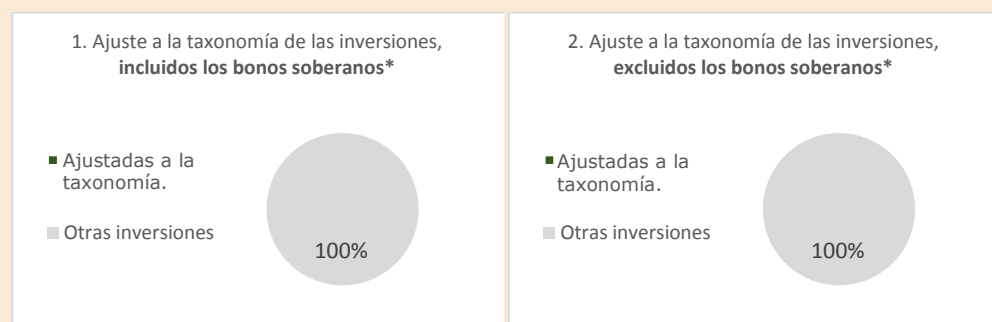 1. Ajuste a la taxonomía de las inversiones,
incluidos los bonos soberanos*
Ajustadas a la
taxonomía.
Otras inversiones
100%
2. Ajuste a la taxonomía de las inversiones,
excluidos los bonos soberanos*
Ajustadas a la
taxonomía.
Otras inversiones
100%